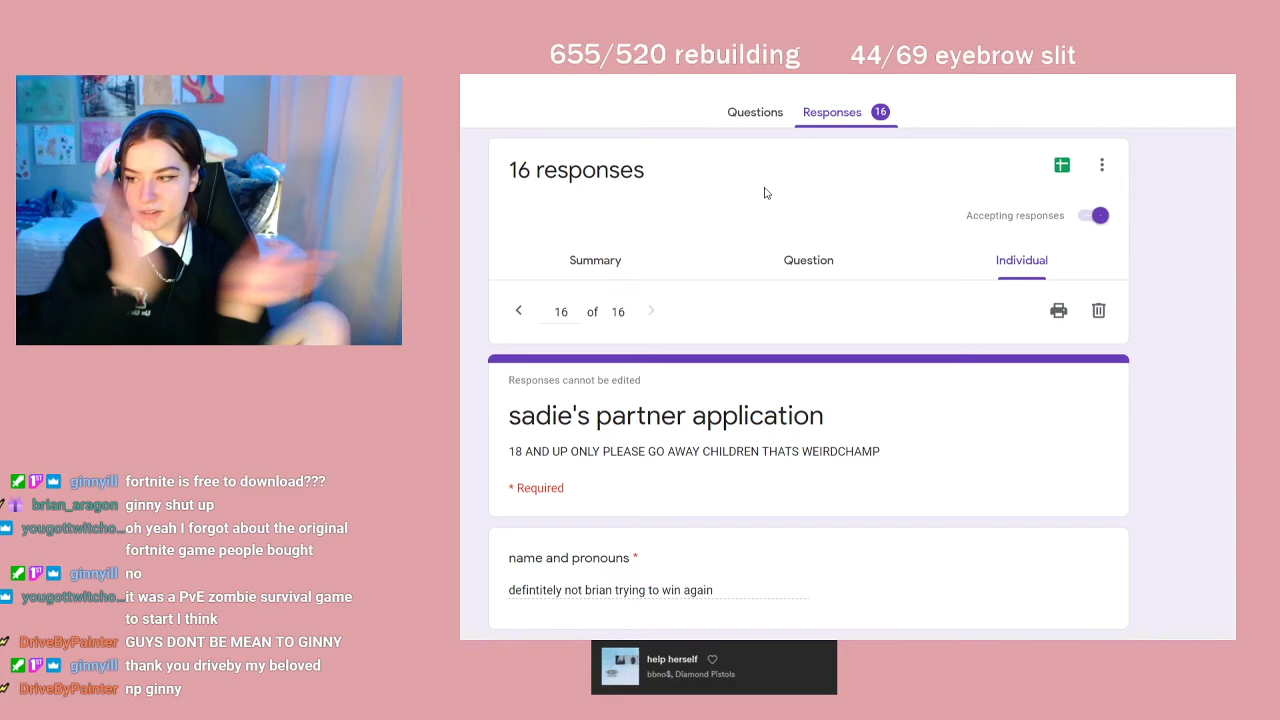 655/520 rebuilding
44/69 eyebrow slit
Questions
Responses 16
16 responses
Accepting responses
Summary
Question
Individual
16 of 16
Responses cannot be edited
sadie's partner application
18 AND UP ONLY PLEASE GO AWAY CHILDREN THATS WEIRDCHAMP
* Required
name and pronouns *
defintitely not brian trying to win again
ginnyill fortnite is free to download???
brian_aragon ginny shut up
yougottwitcho... oh yeah I forgot about the original
fortnite game people bought
ginnyill no
yougottwitcho... it was a PvE zombie survival game
to start I think
DriveByPainter GUYS DONT BE MEAN TO GINNY
ginnyill thank you driveby my beloved
DriveByPainter np ginny
help herself
bbno$, Diamond Pistols